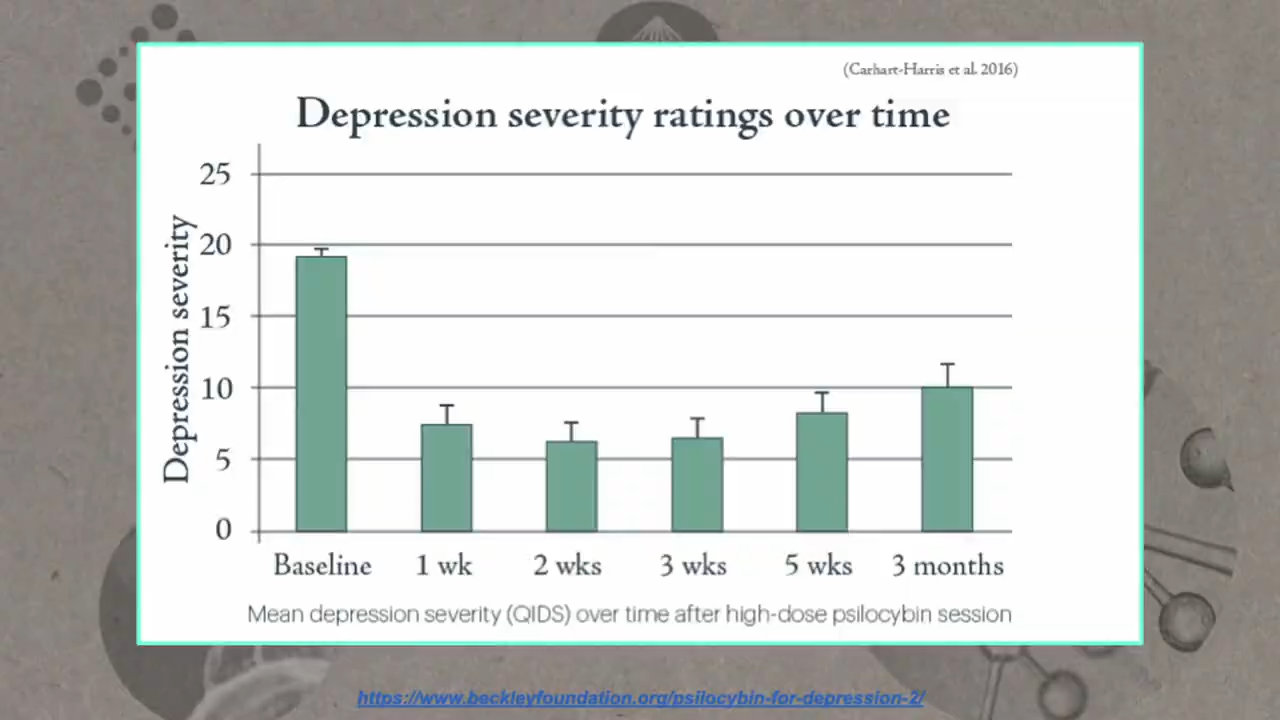 (Carhart-Harris et al. 2016)
Depression severity ratings over time
Depression severity
25
20
15
10
5
0
Baseline 1 wk 2 wks 3 wks 5 wks 3 months
Mean depression severity (QIDS) over time after high-dose psilocybin session
https://www.beckleyfoundation.org/psilocybin-for-depression-2/